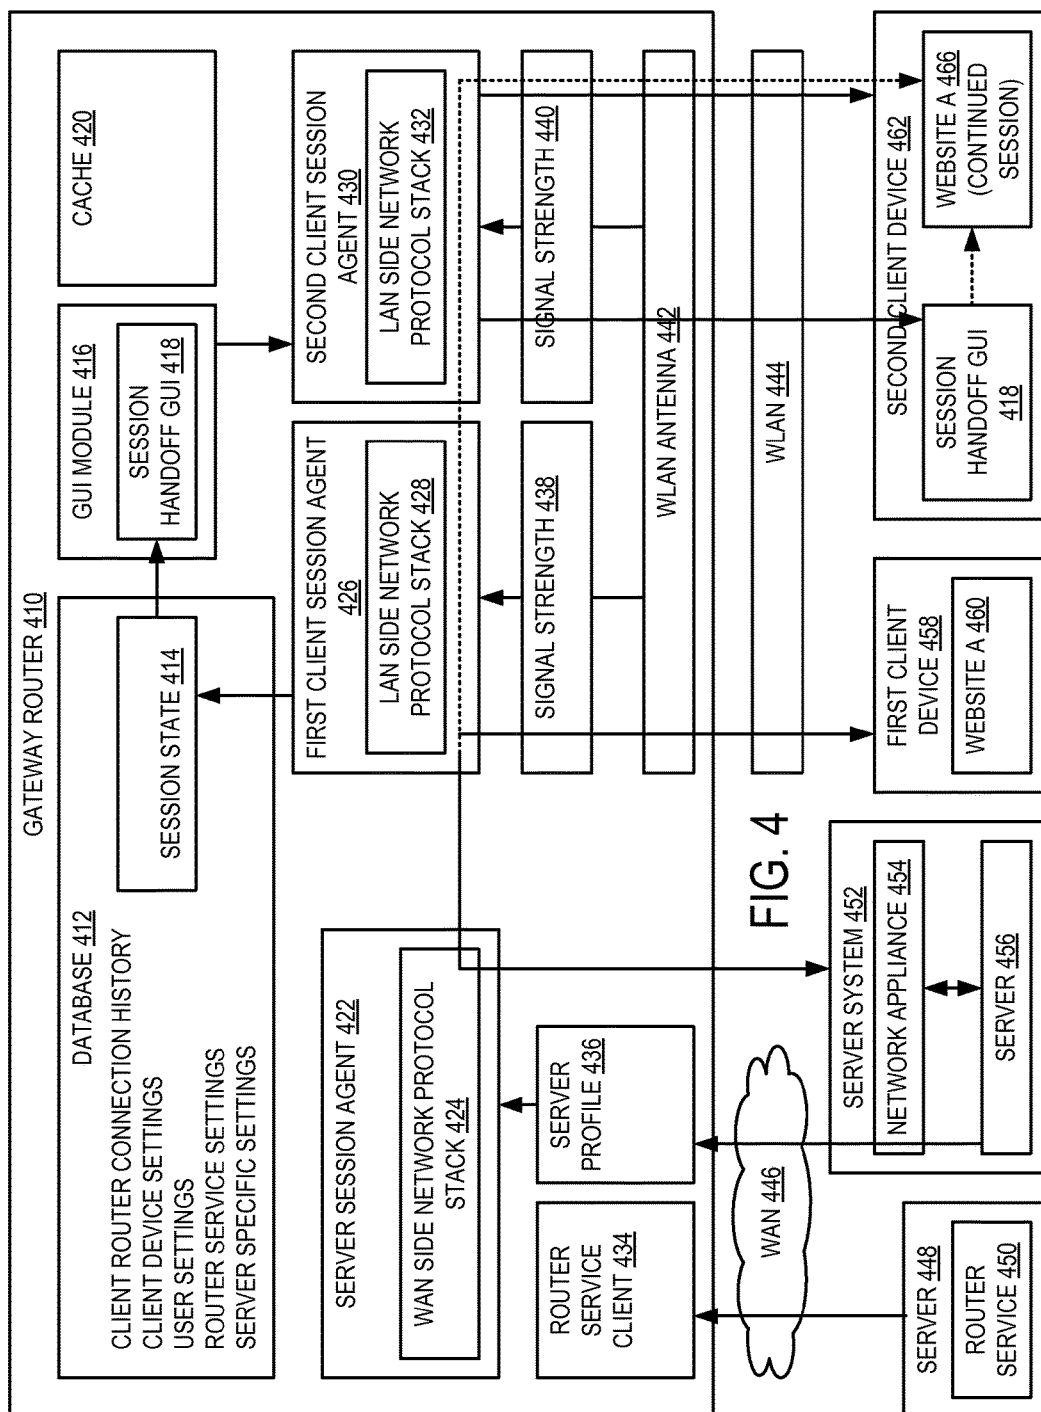 GATEWAY ROUTER 410
DATABASE 412
CLIENT ROUTER CONNECTION HISTORY
CLIENT DEVICE SETTINGS
USER SETTINGS
ROUTER SERVICE SETTINGS
SERVER SPECIFIC SETTINGS
SESSION STATE 414
GUI MODULE 416
SESSION
HANDOFF GUI 418
CACHE 420
SERVER SESSION AGENT 422
WAN SIDE NETWORK PROTOCOL
STACK 424
FIRST CLIENT SESSION AGENT
426
LAN SIDE NETWORK
PROTOCOL STACK 428
SECOND CLIENT SESSION
AGENT 430
LAN SIDE NETWORK
PROTOCOL STACK 432
ROUTER
SERVICE
CLIENT 434
SERVER
PROFILE 436
SIGNAL STRENGTH 438
SIGNAL STRENGTH 440
WLAN ANTENNA 442
WLAN 444
WAN 446
FIG. 4
SERVER 448
ROUTER
SERVICE 450
SERVER SYSTEM 452
NETWORK APPLIANCE 454
SERVER 456
FIRST CLIENT
DEVICE 458
WEBSITE A 460
SECOND CLIENT DEVICE 462
SESSION
HANDOFF GUI
418
WEBSITE A 466
(CONTINUED
SESSION)